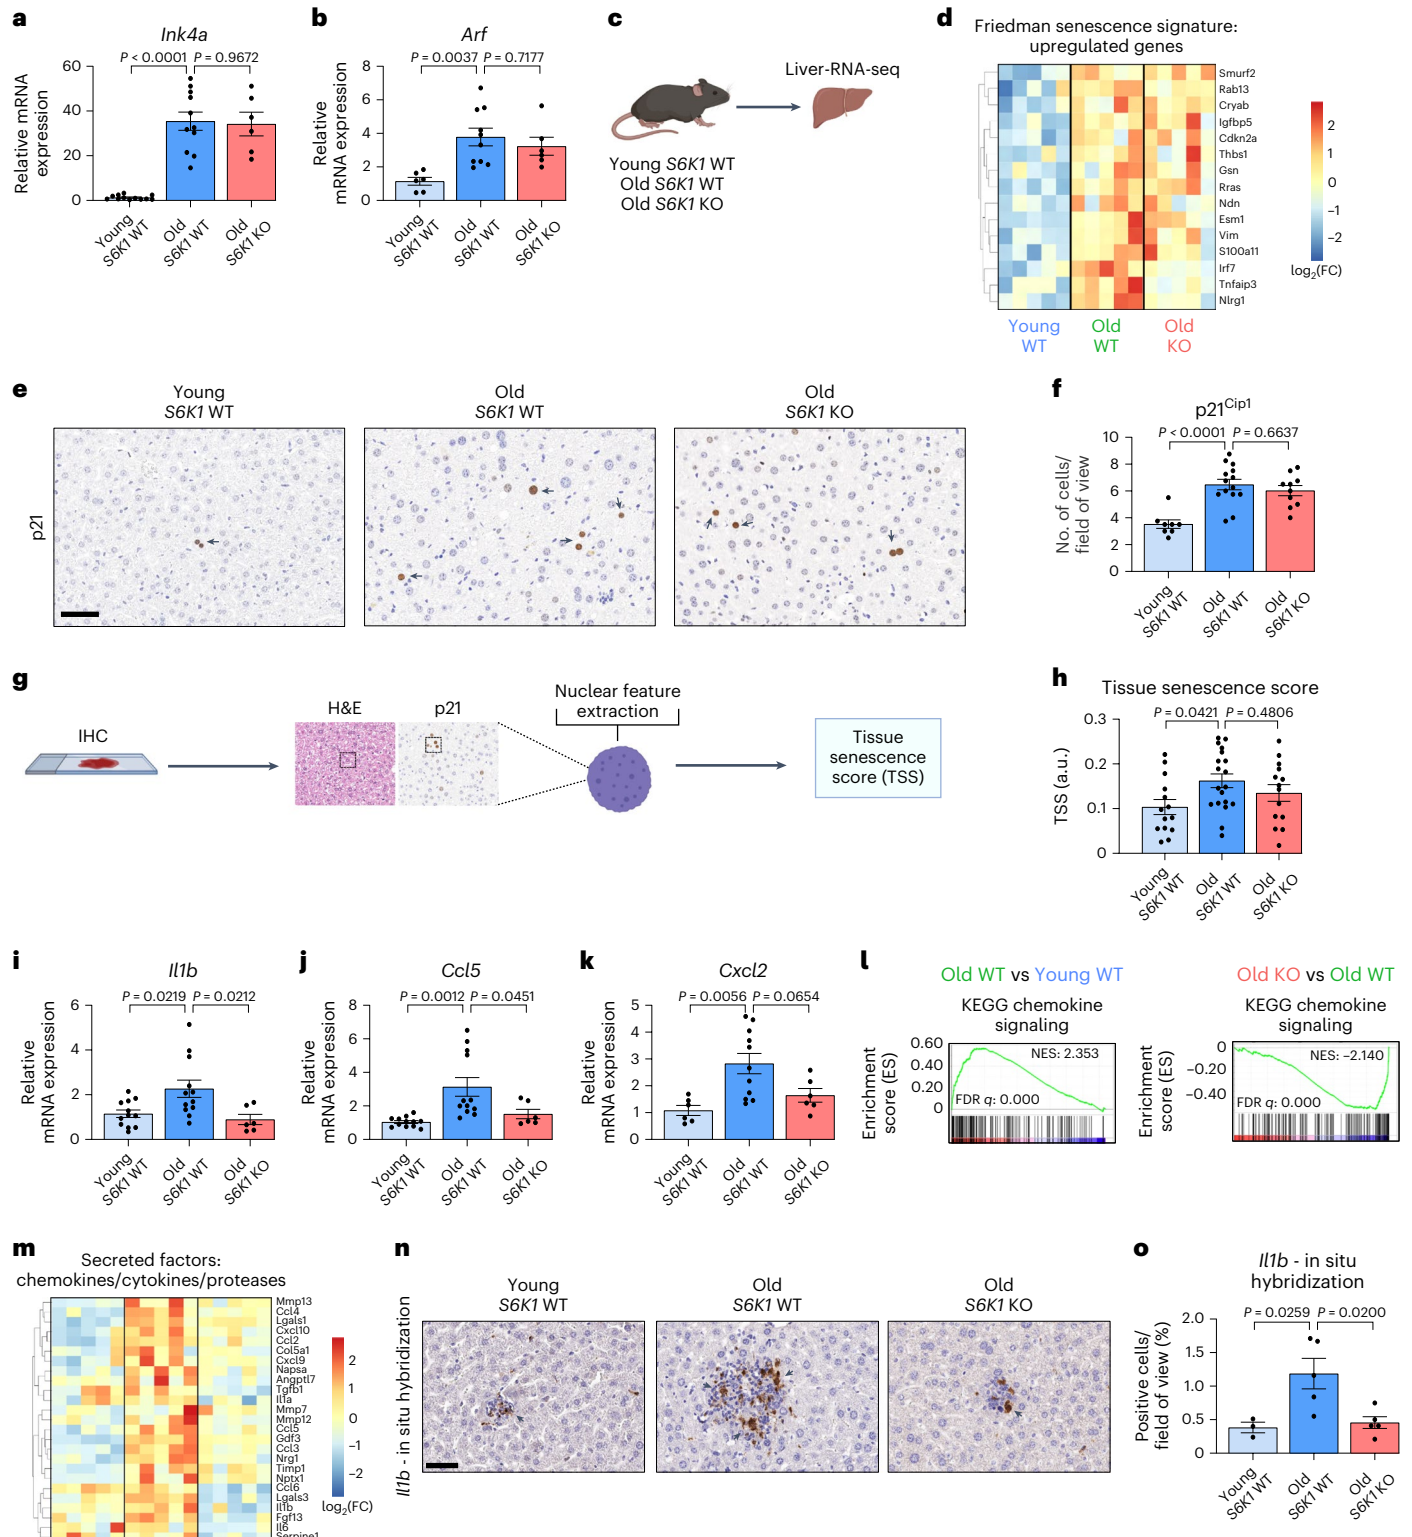 a
Ink4a
P < 0.0001
P = 0.9672
Relative mRNA
expression
60
40
20
0
Young
S6K1 WT
Old
S6K1 WT
Old
S6K1 KO
b
Arf
P = 0.0037
P = 0.7177
Relative
mRNA expression
8
6
4
2
0
Young
S6K1 WT
Old
S6K1 WT
Old
S6K1 KO
c
Liver-RNA-seq
Young S6K1 WT
Old S6K1 WT
Old S6K1 KO
d
Friedman senescence signature:
upregulated genes
Smurf2
Rab13
Cryab
Igfbp5
Cdkn2a
Thbs1
Gsn
Rras
Ndn
Esm1
Vim
S100a11
Irf7
Tnfaip3
Nlrg1
2
1
0
−1
−2
log2(FC)
Young
WT
Old
WT
Old
KO
e
Young
S6K1 WT
Old
S6K1 WT
Old
S6K1 KO
p21
f
p21Cip1
P < 0.0001
P = 0.6637
No. of cells/
field of view
10
8
6
4
2
0
Young
S6K1 WT
Old
S6K1 WT
Old
S6K1 KO
g
IHC
H&E
p21
Nuclear feature
extraction
Tissue
senescence
score (TSS)
h
Tissue senescence score
P = 0.0421
P = 0.4806
TSS (a.u.)
0.3
0.2
0.1
0
Young
S6K1 WT
Old
S6K1 WT
Old
S6K1 KO
i
Il1b
P = 0.0219
P = 0.0212
Relative
mRNA expression
6
4
2
0
Young
S6K1 WT
Old
S6K1 WT
Old
S6K1 KO
j
Ccl5
P = 0.0012
P = 0.0451
Relative
mRNA expression
8
6
4
2
0
Young
S6K1 WT
Old
S6K1 WT
Old
S6K1 KO
k
Cxcl2
P = 0.0056
P = 0.0654
Relative
mRNA expression
5
4
3
2
1
0
Young
S6K1 WT
Old
S6K1 WT
Old
S6K1 KO
l
Old WT vs Young WT
KEGG chemokine
signaling
Enrichment
score (ES)
0.60
0.40
0.20
0
NES: 2.353
FDR q: 0.000
Old KO vs Old WT
KEGG chemokine
signaling
Enrichment
score (ES)
0
−0.20
−0.40
NES: −2.140
FDR q: 0.000
m
Secreted factors:
chemokines/cytokines/proteases
Mmp13
Ccl4
Lgals1
Cxcl10
Ccl2
Col5a1
Cxcl9
Napsa
Angptl7
Tgfb1
Il1a
Mmp7
Mmp12
Ccl5
Gdf3
Ccl3
Nrg1
Timp1
Nptx1
Ccl6
Lgals3
Il1b
Fgf13
Il6
Serpine1
2
1
0
−1
−2
log2(FC)
n
Young
S6K1 WT
Old
S6K1 WT
Old
S6K1 KO
Il1b - in situ hybridization
o
Il1b - in situ
hybridization
P = 0.0259
P = 0.0200
Positive cells/
field of view (%)
2.0
1.5
1.0
0.5
0
Young
S6K1 WT
Old
S6K1 WT
Old
S6K1 KO